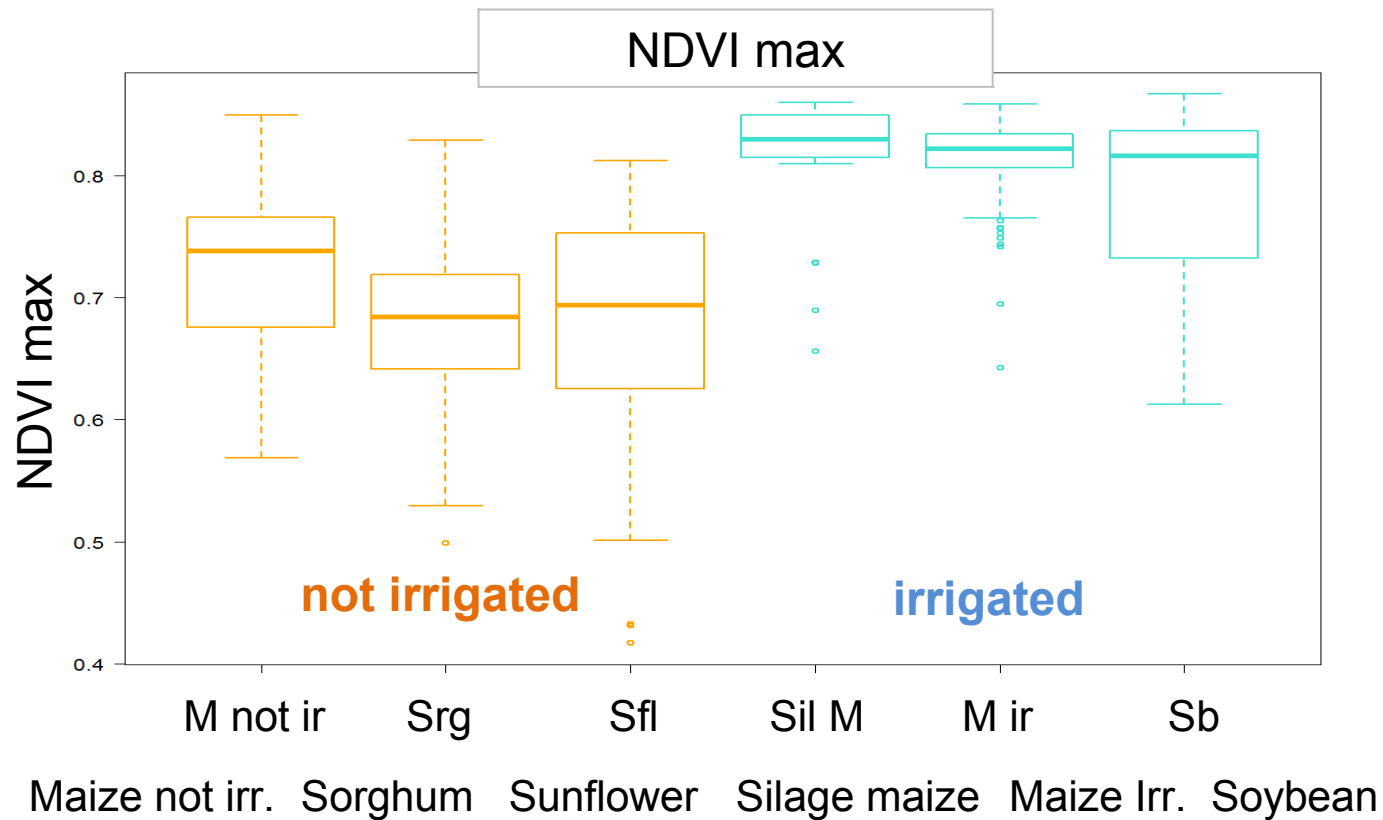 NDVI max
NDVI max
0.8
0.7
0.6
0.5
0.4
not irrigated
irrigated
M not ir Srg Sfl Sil M M ir Sb
Maize not irr. Sorghum Sunflower Silage maize Maize Irr. Soybean